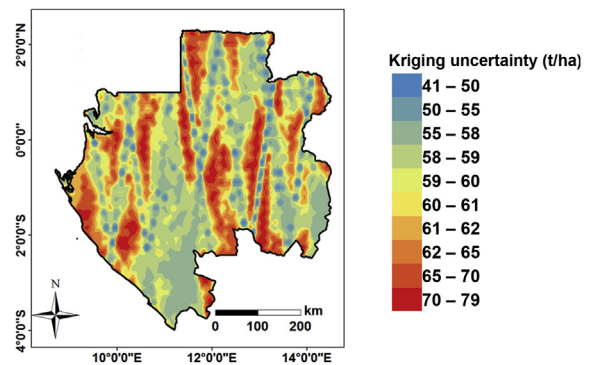 Kriging uncertainty (t/ha)
41 – 50
50 – 55
55 – 58
58 – 59
59 – 60
60 – 61
61 – 62
62 – 65
65 – 70
70 – 79
2°0'0"N
0°0'0"
2°0'0"S
4°0'0"S
N
km
0 100 200
10°0'0"E 12°0'0"E 14°0'0"E